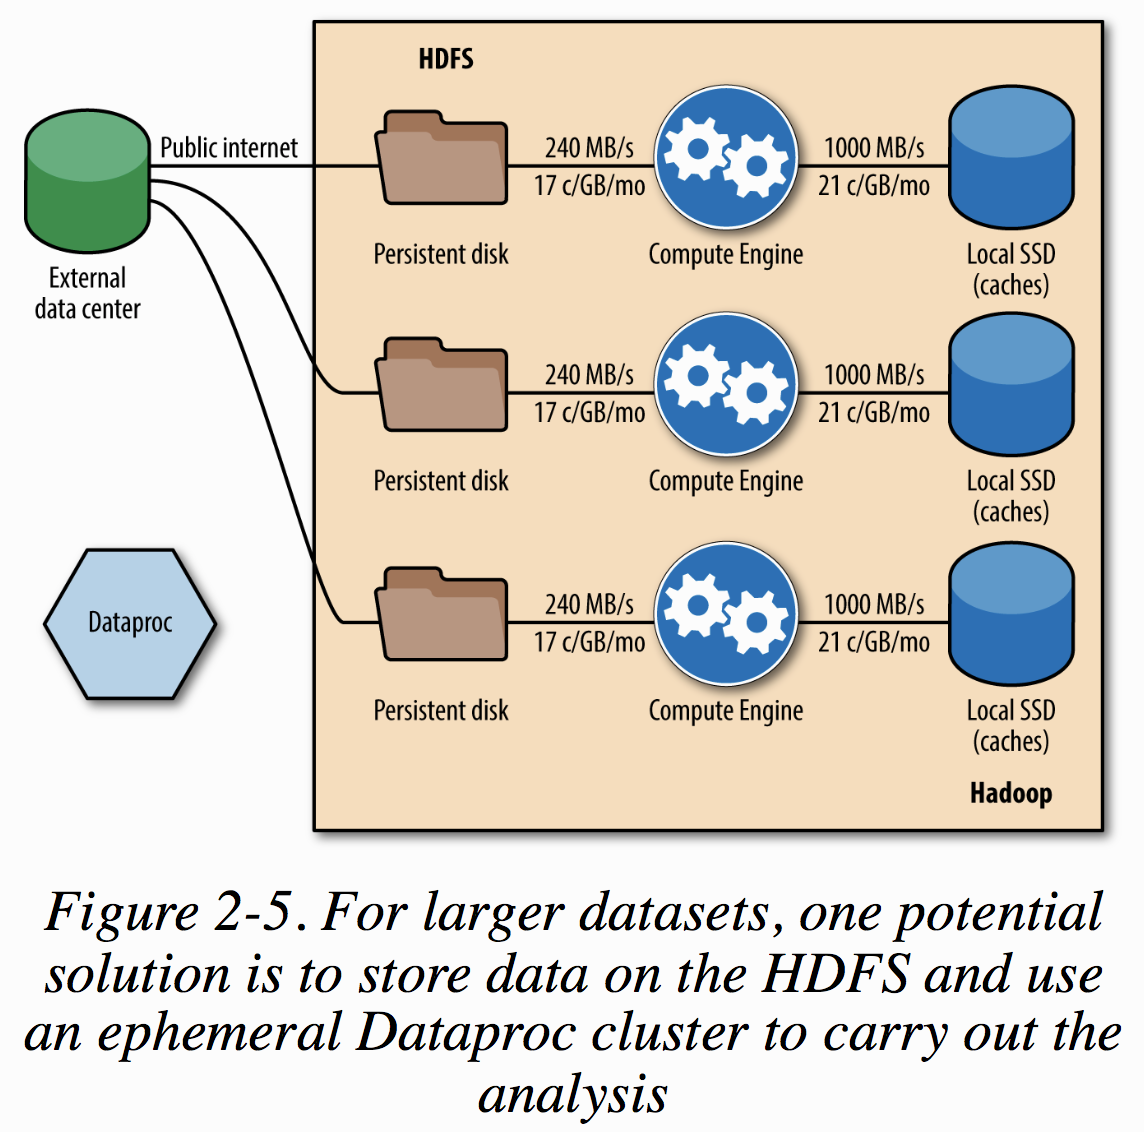 HDFS
Public internet
240 MB/s
1000 MB/s
17 c/GB/mo
21 c/GB/mo
External
data center
Persistent disk
Compute Engine
Local SSD
(caches)
240 MB/s
1000 MB/s
17 c/GB/mo
21 c/GB/mo
Persistent disk
Compute Engine
Local SSD
(caches)
Dataproc
240 MB/s
1000 MB/s
17 c/GB/mo
21 c/GB/mo
Persistent disk
Compute Engine
Local SSD
(caches)
Hadoop
Figure 2-5. For larger datasets, one potential
solution is to store data on the HDFS and use
an ephemeral Dataproc cluster to carry out the
analysis